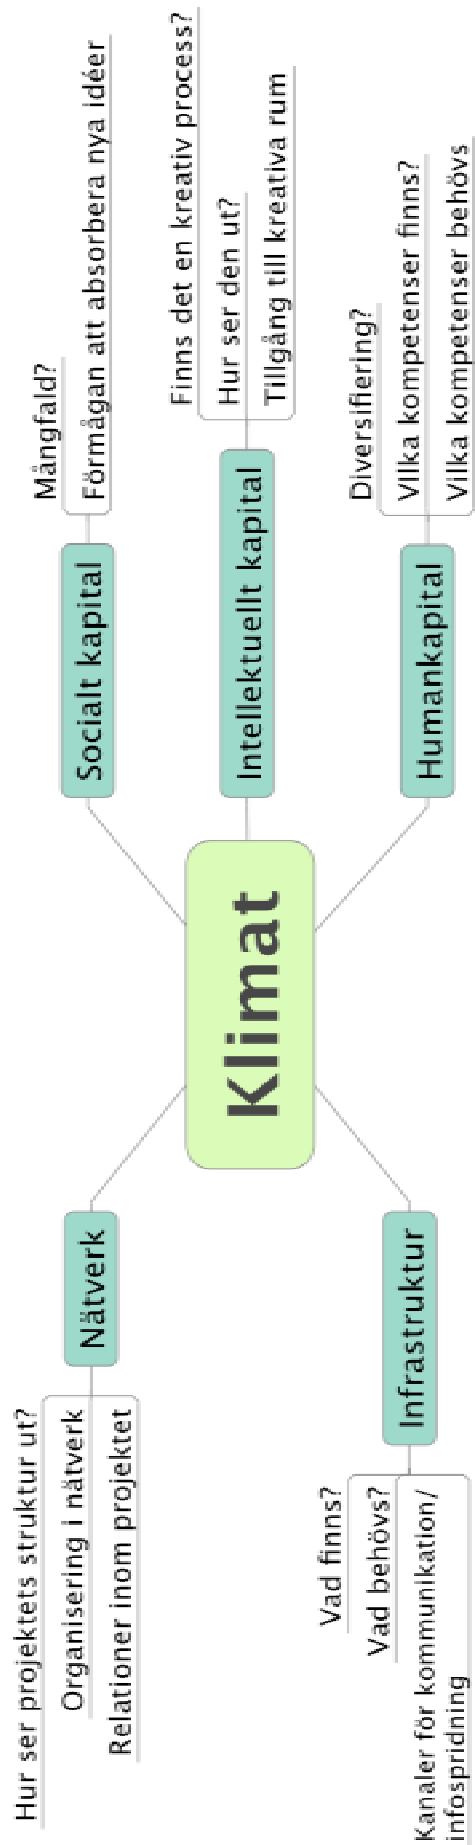 Klimat
Socialt kapital
Mångfald?
Förmågan att absorbera nya idéer
Intellektuellt kapital
Finns det en kreativ process?
Hur ser den ut?
Tillgång till kreativa rum
Humankapital
Diversifiering?
Vilka kompetenser finns?
Vilka kompetenser behövs
Nätverk
Hur ser projektets struktur ut?
Organisering i nätverk
Relationer inom projektet
Infrastruktur
Vad finns?
Vad behövs?
Kanaler för kommunikation/
infospridning